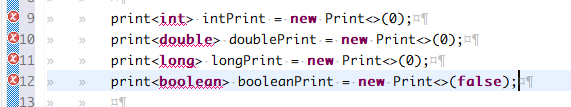 9 » » print<int> intPrint = new Print<>(0);¤¶
10 » » print<double> doublePrint = new Print<>(0);¤¶
11 » » print<long> longPrint = new Print<>(0);¤¶
12 » » print<boolean> booleanPrint = new Print<>(false);¤¶
13 » » ¤¶